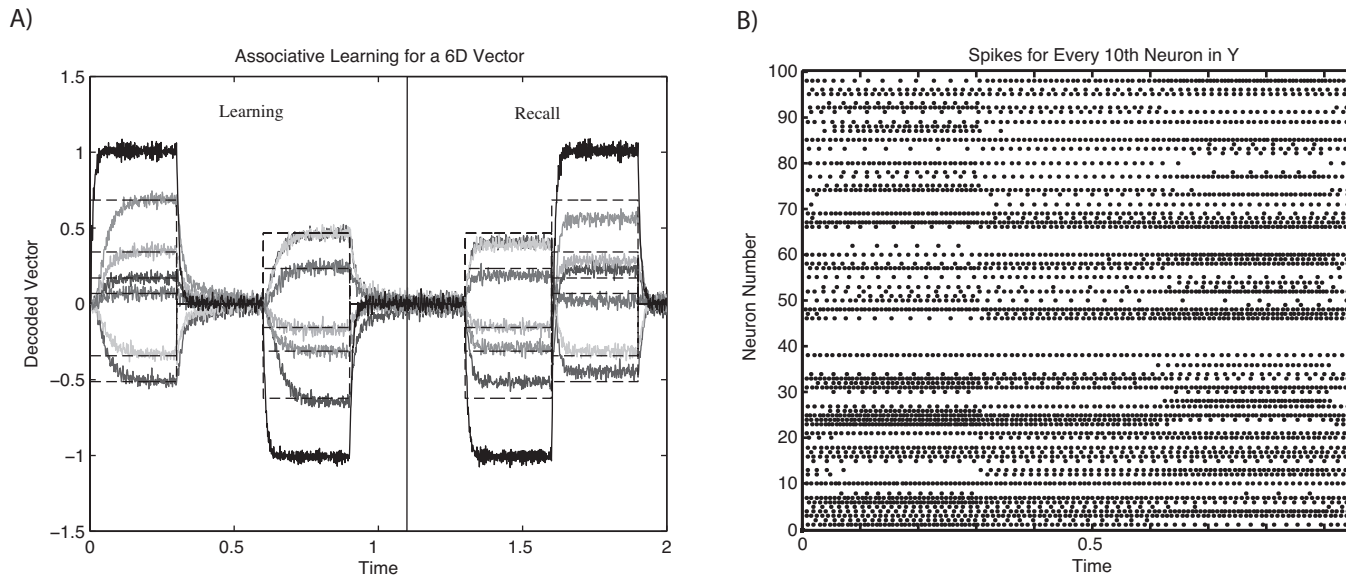 A)
Associative Learning for a 6D Vector
1.5
1
0.5
0
−0.5
−1
−1.5
Decoded Vector
Learning
Recall
0
0.5
1
1.5
2
Time
B)
Spikes for Every 10th Neuron in Y
100
90
80
70
60
50
40
30
20
10
0
Neuron Number
0
0.5
Time